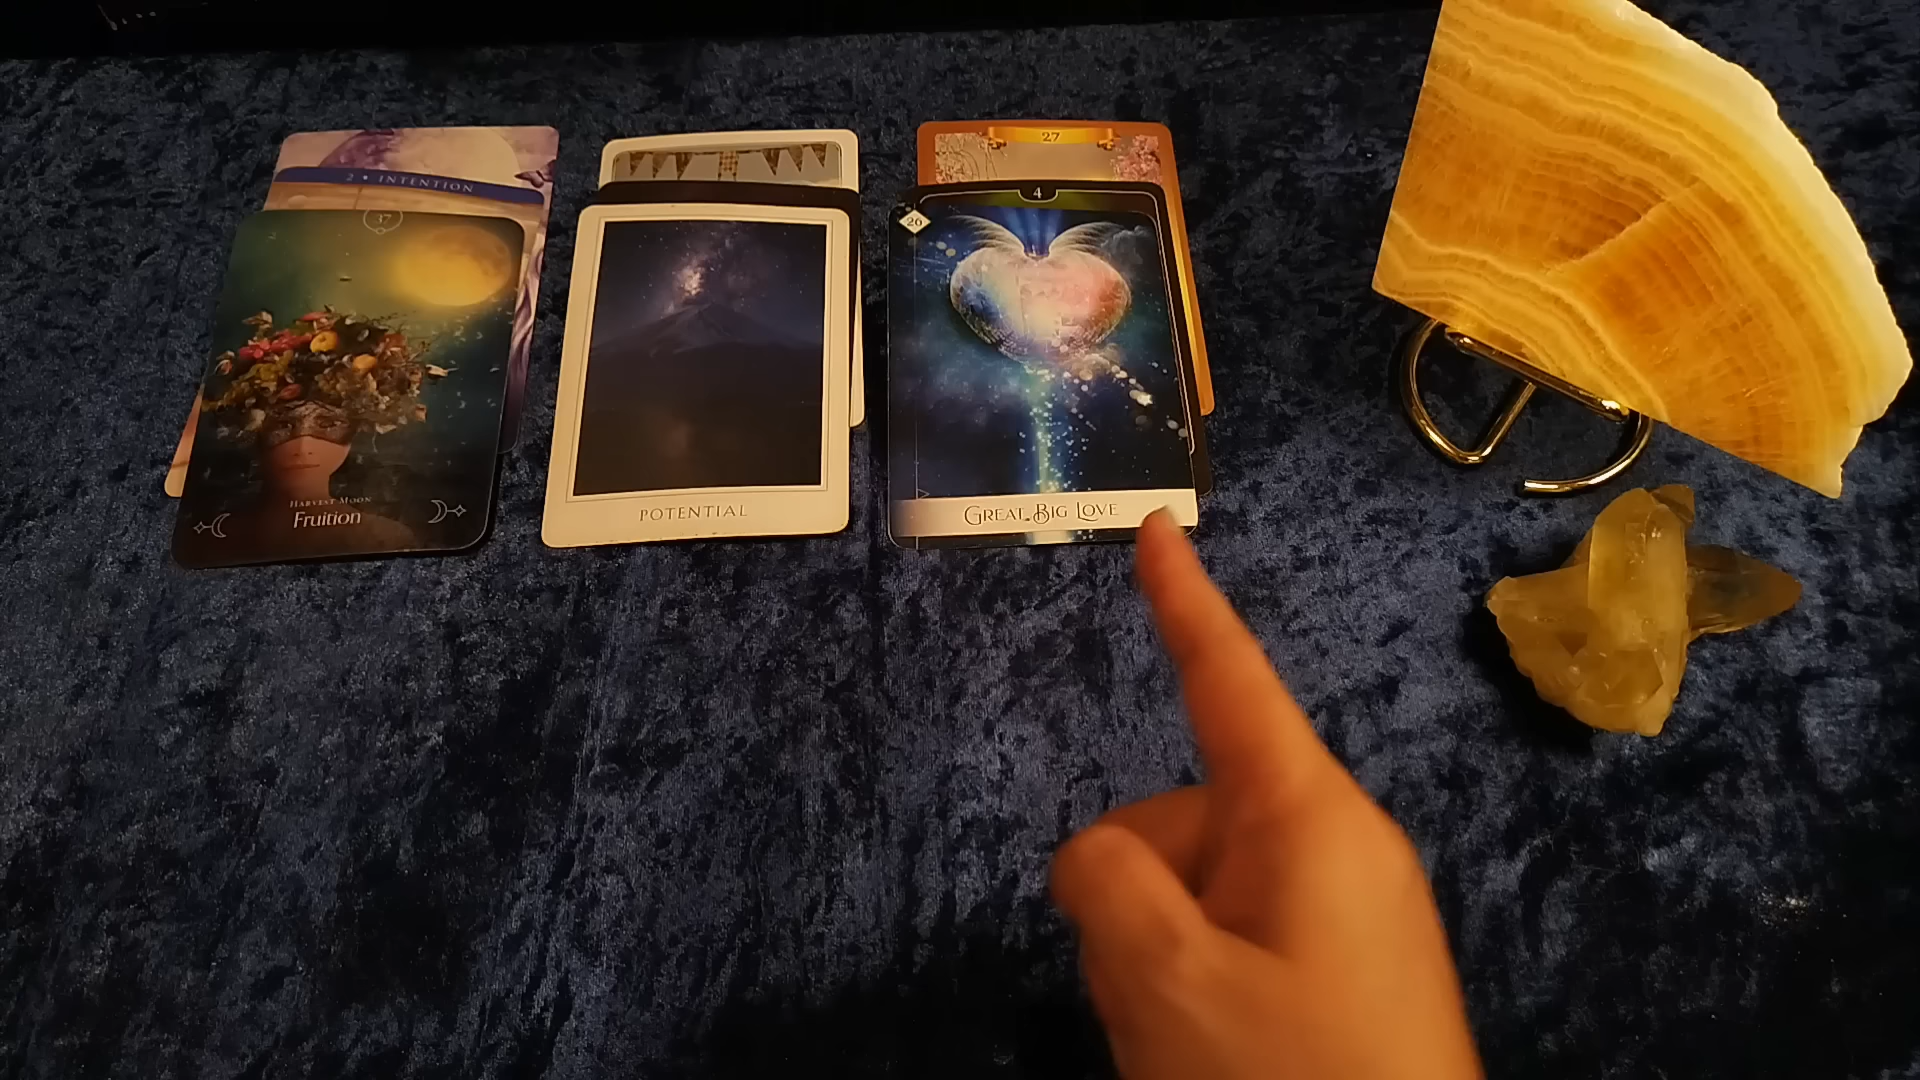 2 • INTENTION
37
HARVEST MOON
Fruition
POTENTIAL
27
4
26
GREAT BIG LOVE